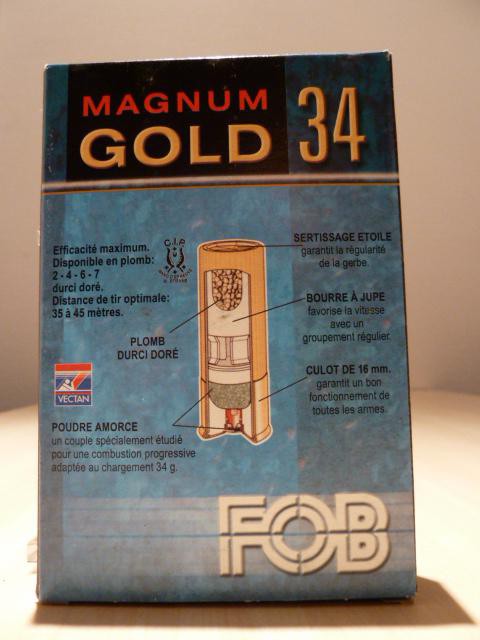 MAGNUM
GOLD 34
Efficacité maximum.
Disponible en plomb:
2 - 4 - 6 - 7
durci doré.
Distance de tir optimale:
35 à 45 mètres.
C.I.P.
SERTISSAGE ETOILE
garantit la régularité
de la gerbe.
BOURRE À JUPE
favorise la vitesse
avec un
groupement régulier.
PLOMB
DURCI DORÉ
CULOT DE 16 mm.
garantit un bon
fonctionnement de
toutes les armes.
VECTAN
POUDRE AMORCE
un couple spécialement étudié
pour une combustion progressive
adaptée au chargement 34 g.
FOB